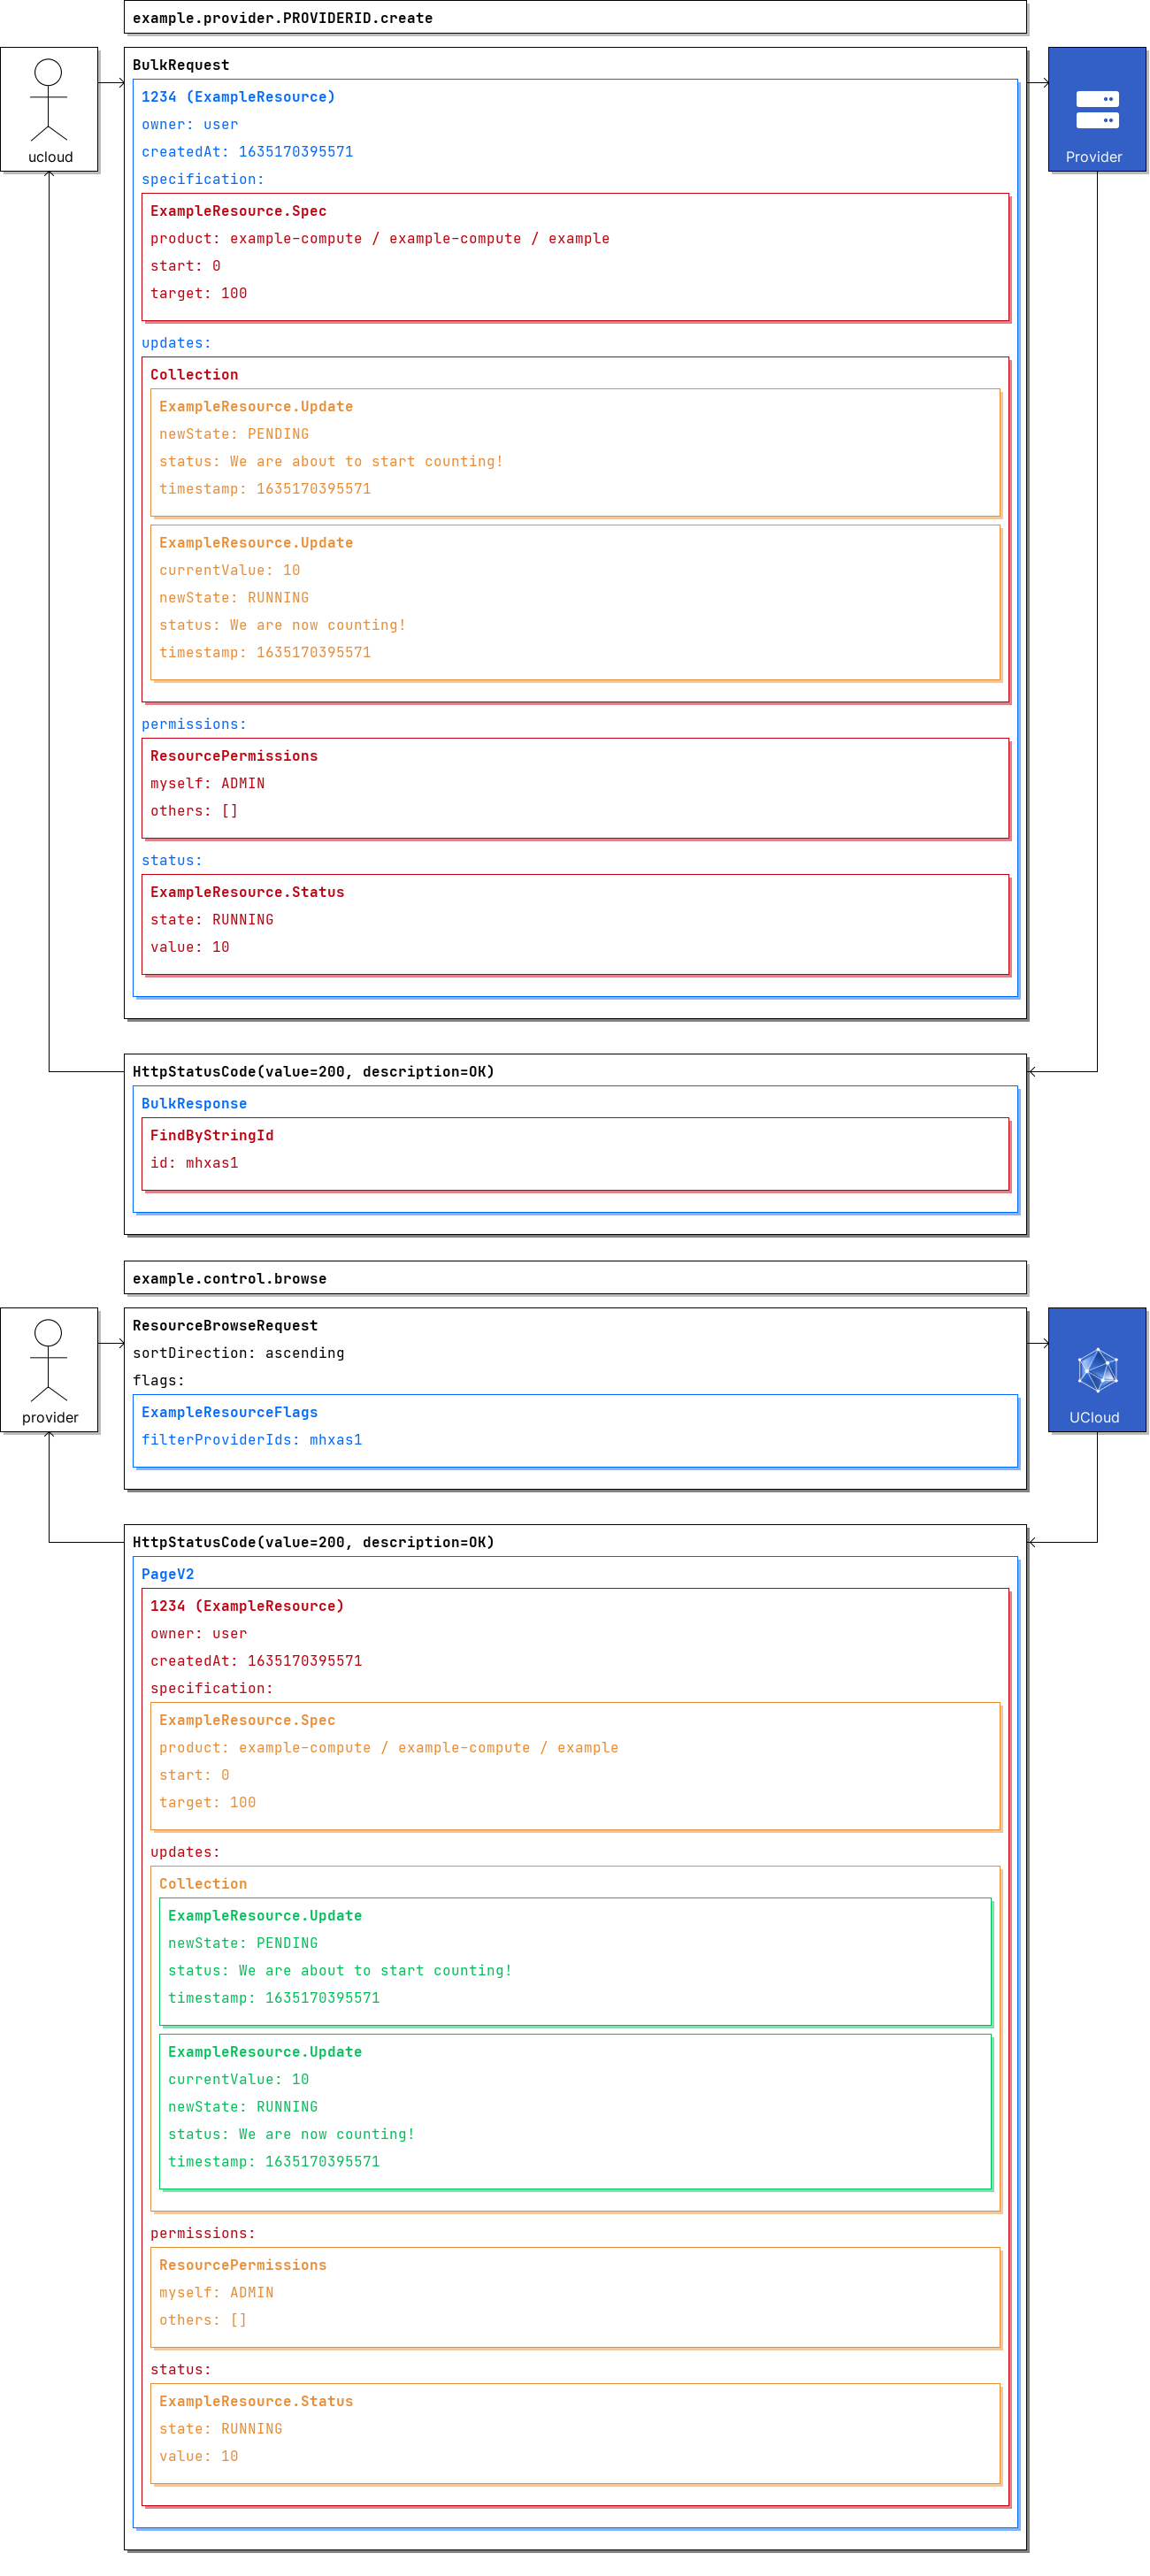 example.provider.PROVIDERID.create
BulkRequest
1234 (ExampleResource)
owner: user
createdAt: 1635170395571
specification:
ExampleResource.Spec
product: example-compute / example-compute / example
start: 0
target: 100
updates:
Collection
ExampleResource.Update
newState: PENDING
status: We are about to start counting!
timestamp: 1635170395571
ExampleResource.Update
currentValue: 10
newState: RUNNING
status: We are now counting!
timestamp: 1635170395571
permissions:
ResourcePermissions
myself: ADMIN
others: []
status:
ExampleResource.Status
state: RUNNING
value: 10
ucloud
Provider
HttpStatusCode(value=200, description=OK)
BulkResponse
FindByStringId
id: mhxas1
example.control.browse
ResourceBrowseRequest
sortDirection: ascending
flags:
ExampleResourceFlags
filterProviderIds: mhxas1
provider
UCloud
HttpStatusCode(value=200, description=OK)
PageV2
1234 (ExampleResource)
owner: user
createdAt: 1635170395571
specification:
ExampleResource.Spec
product: example-compute / example-compute / example
start: 0
target: 100
updates:
Collection
ExampleResource.Update
newState: PENDING
status: We are about to start counting!
timestamp: 1635170395571
ExampleResource.Update
currentValue: 10
newState: RUNNING
status: We are now counting!
timestamp: 1635170395571
permissions:
ResourcePermissions
myself: ADMIN
others: []
status:
ExampleResource.Status
state: RUNNING
value: 10